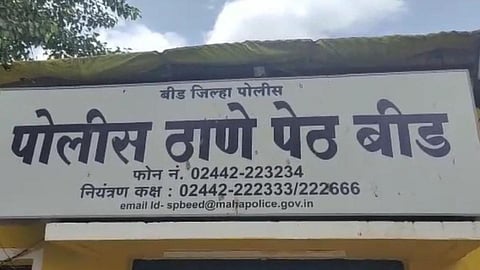 बीड जिल्हा पोलीस
पोलीस ठाणे पेठ बीड
फोन नं. 02442-223234
नियंत्रण कक्ष : 02442-222333/222666
email Id- spbeed@mahapolice.gov.in